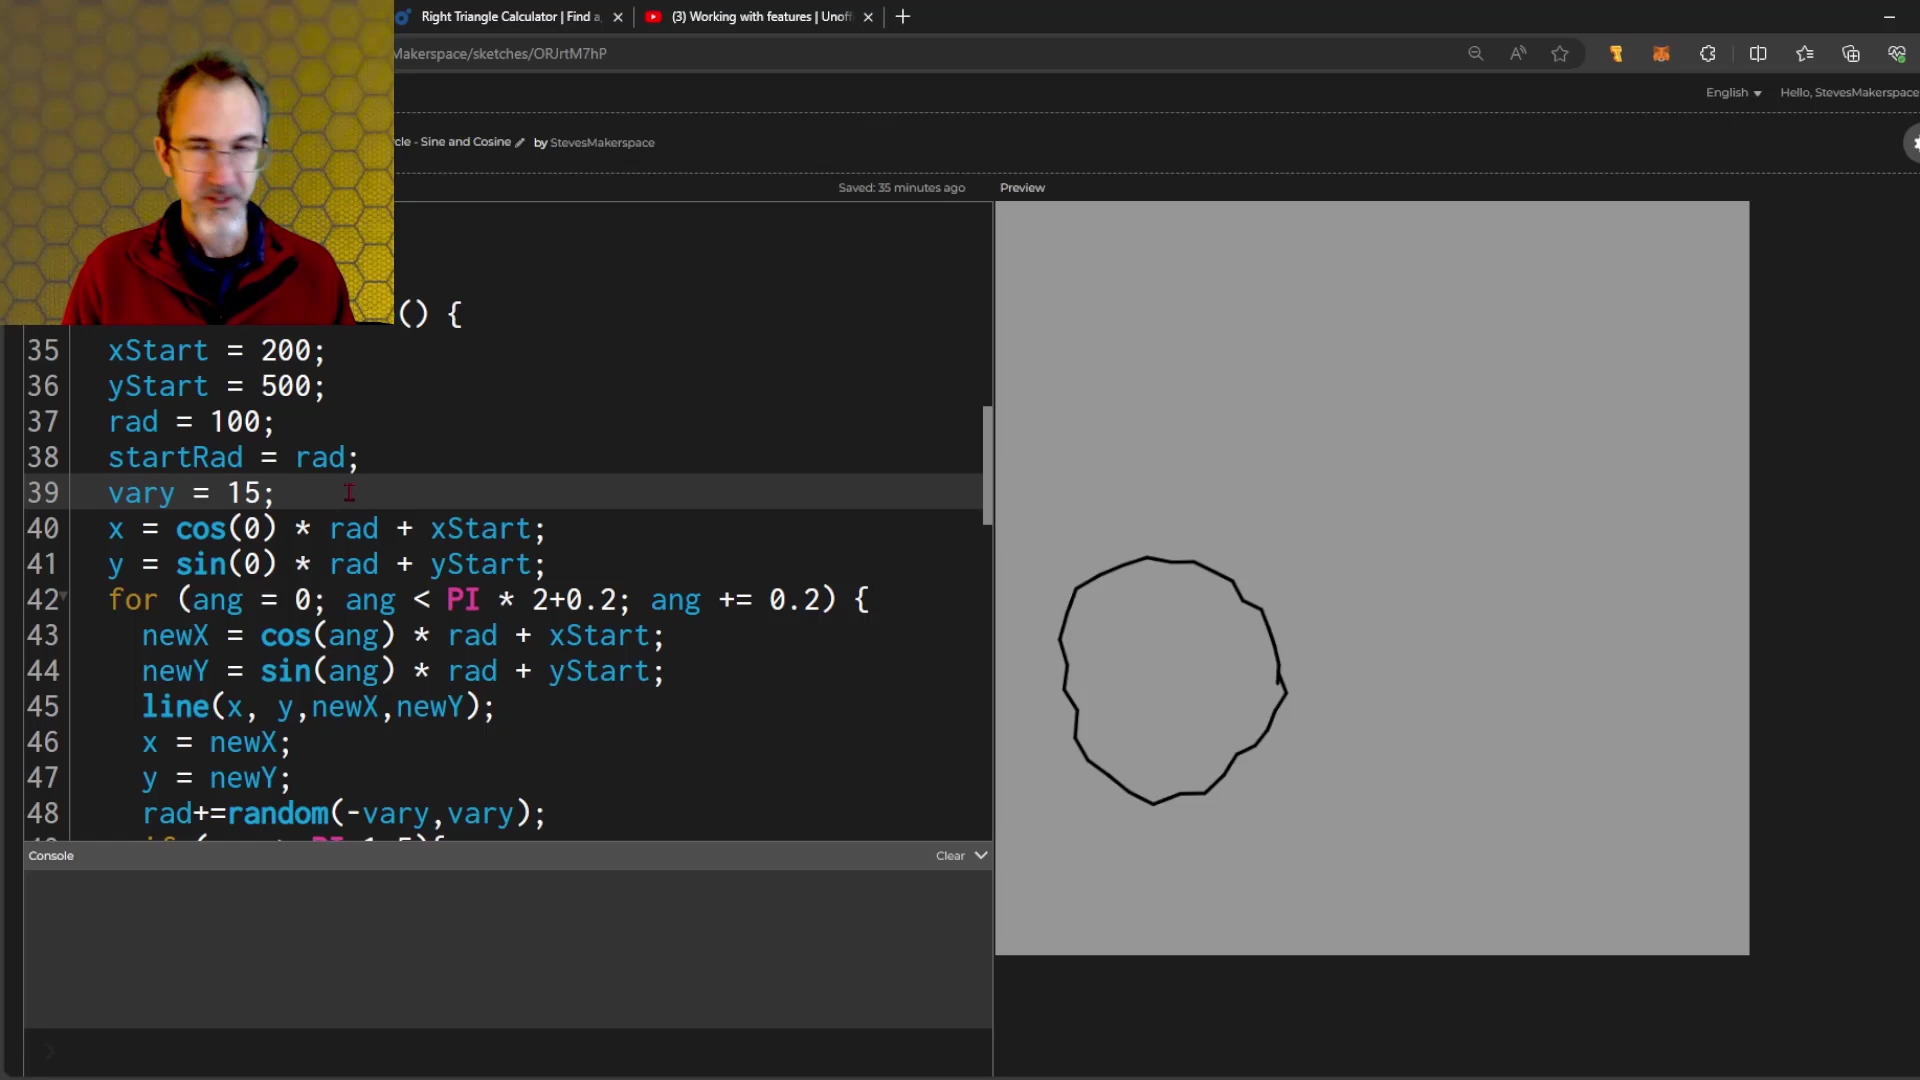 Right Triangle Calculator | Find a
(3) Working with features | Unoff
Makerspace/sketches/ORJrtM7hP
English
Hello, StevesMakerspace
rcle - Sine and Cosine
by StevesMakerspace
Saved: 35 minutes ago
Preview
() {
35 xStart = 200;
36 yStart = 500;
37 rad = 100;
38 startRad = rad;
39 vary = 15;
40 x = cos(0) * rad + xStart;
41 y = sin(0) * rad + yStart;
42 for (ang = 0; ang < PI * 2+0.2; ang += 0.2) {
43 newX = cos(ang) * rad + xStart;
44 newY = sin(ang) * rad + yStart;
45 line(x, y,newX,newY);
46 x = newX;
47 y = newY;
48 rad+=random(-vary,vary);
Console
Clear